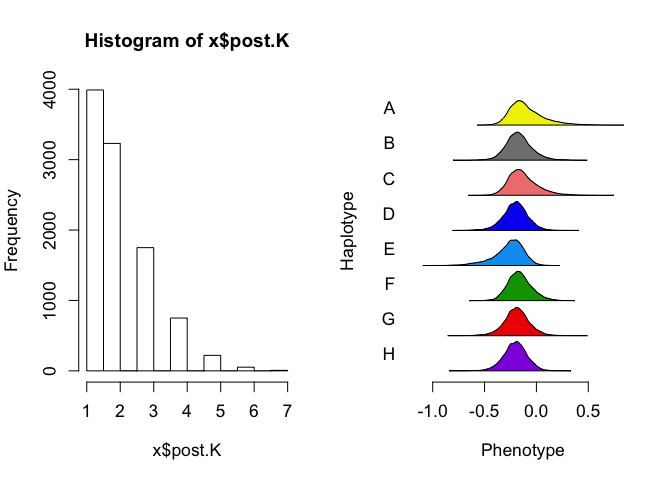 Histogram of x$post.K
Frequency
0
1000
2000
3000
4000
1 2 3 4 5 6 7
x$post.K
Haplotype
A
B
C
D
E
F
G
H
-1.0 -0.5 0.0 0.5
Phenotype